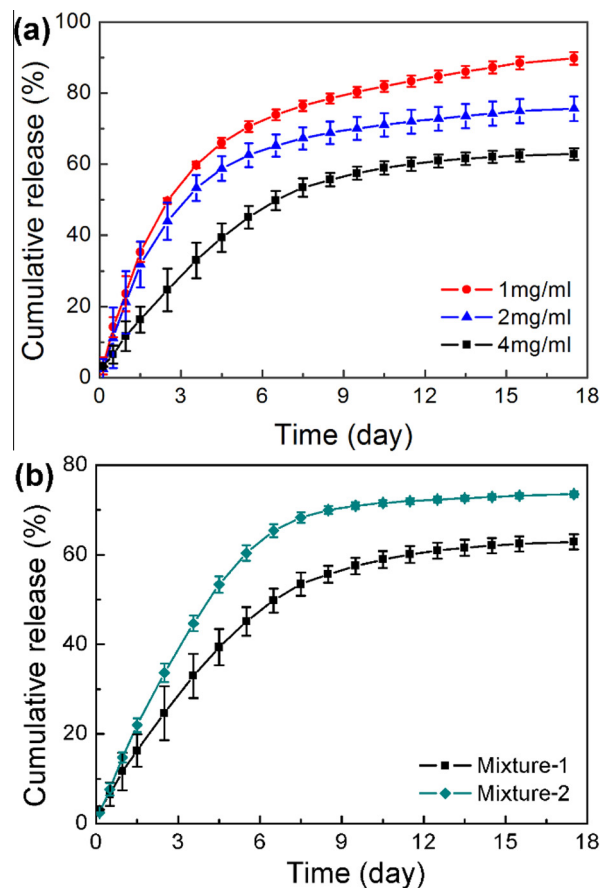 (a)
100
80
60
40
20
0
Cumulative release (%)
1mg/ml
2mg/ml
4mg/ml
0 3 6 9 12 15 18
Time (day)
(b)
80
60
40
20
0
Cumulative release (%)
Mixture-1
Mixture-2
0 3 6 9 12 15 18
Time (day)